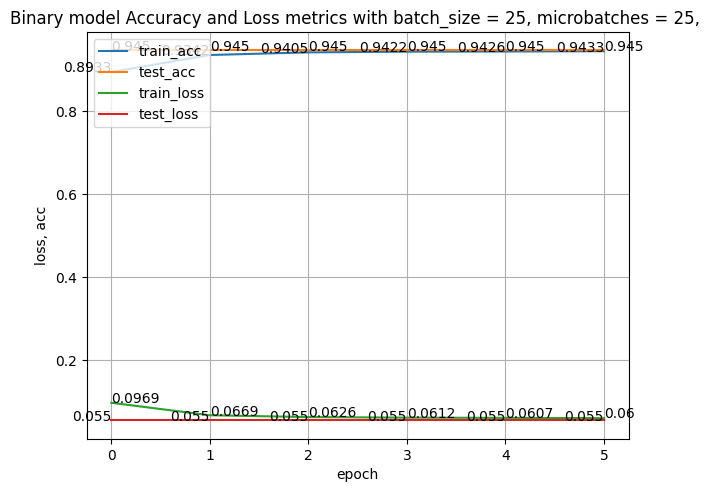 Binary model Accuracy and Loss metrics with batch_size = 25, microbatches = 25,
0.945 0.945 0.945 0.945 0.945 0.945
0.8933 0.9405 0.9422 0.9426 0.9433
train_acc
test_acc
train_loss
test_loss
0.8
0.6
0.4
0.2
loss, acc
0.0969 0.0669 0.0626 0.0612 0.0607 0.06
0.055 0.055 0.055 0.055 0.055 0.055
0 1 2 3 4 5
epoch